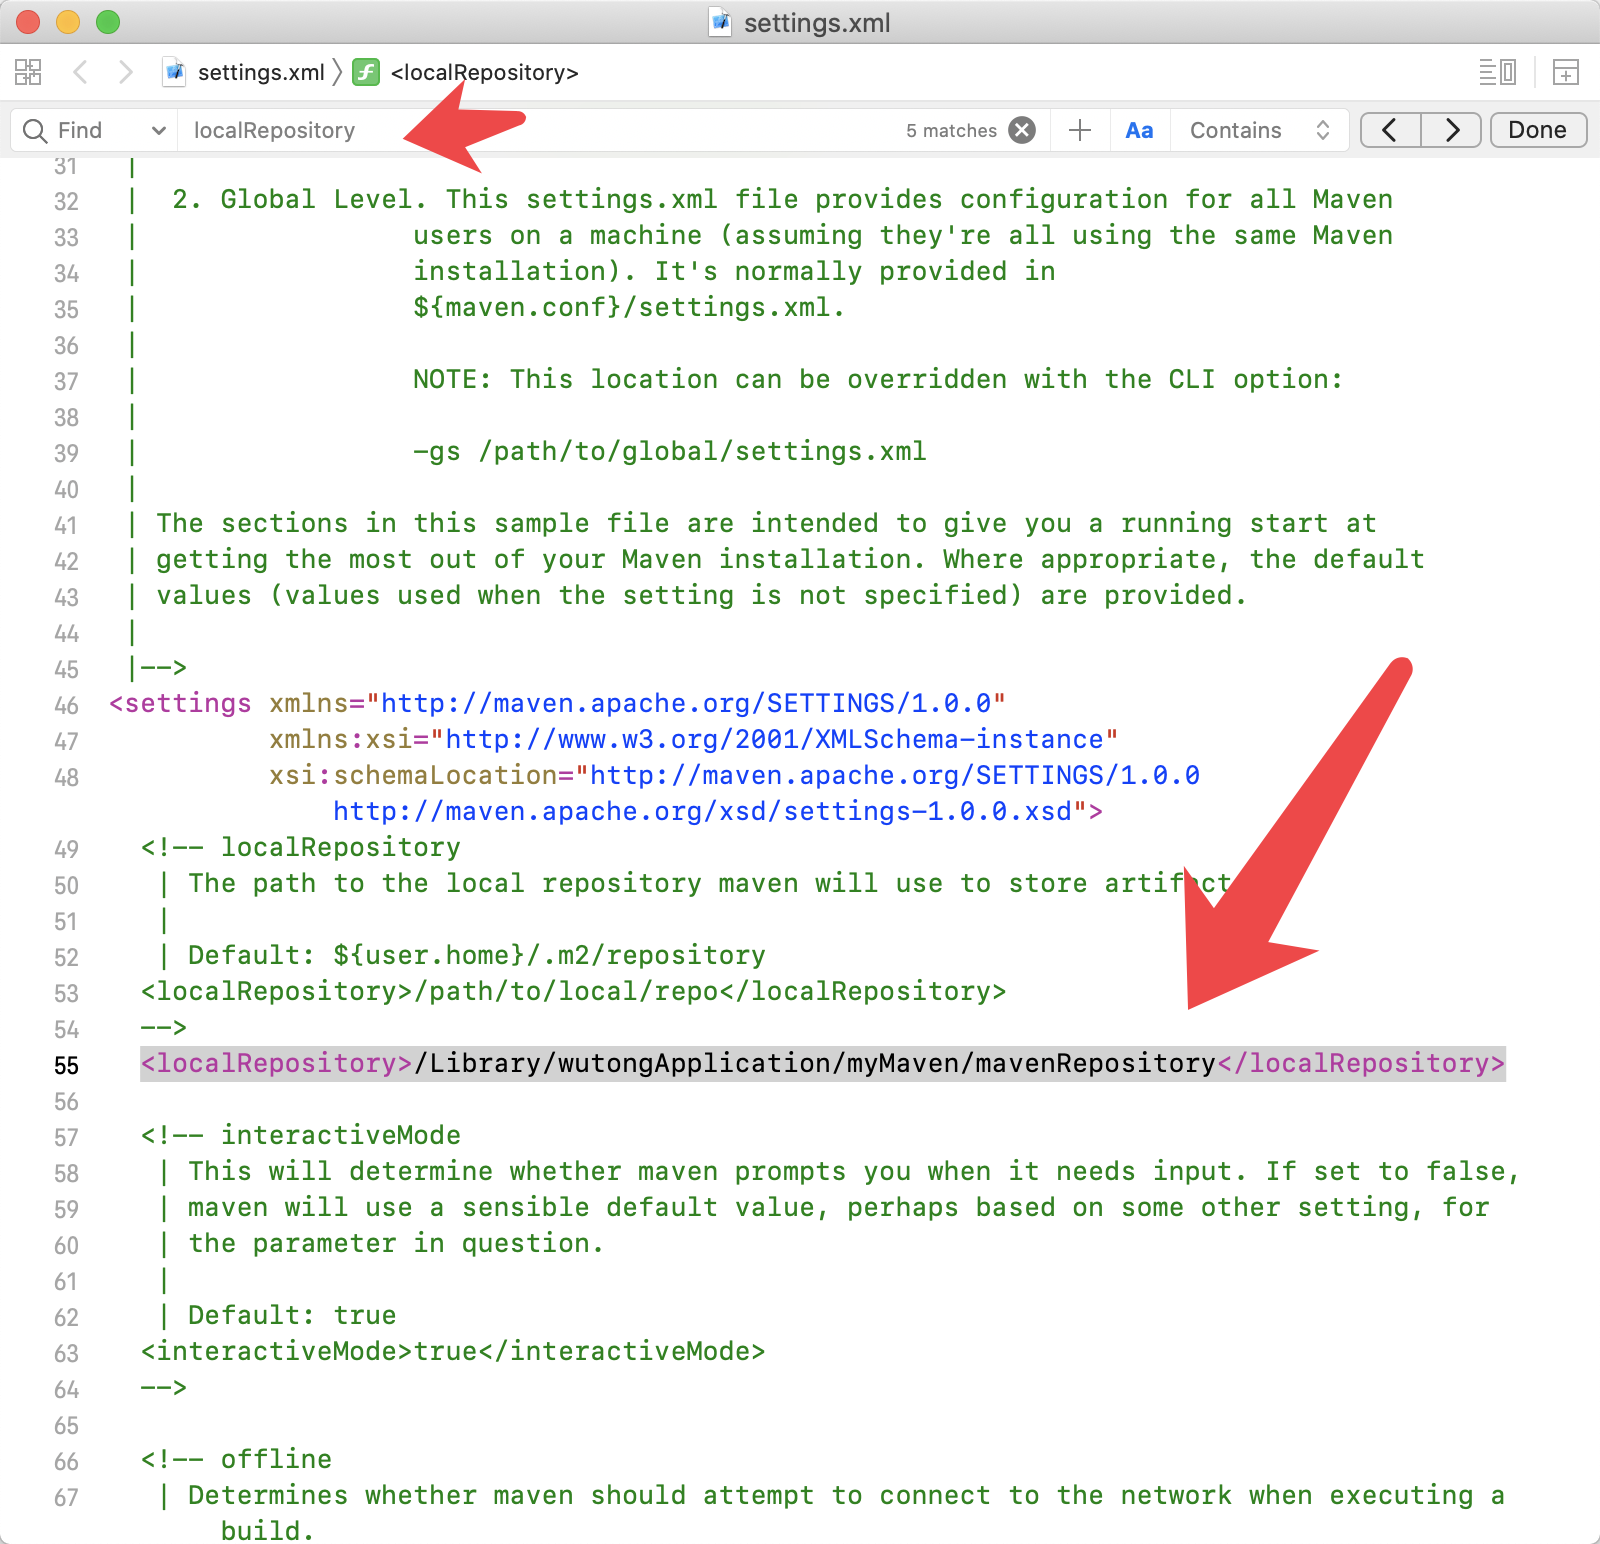 settings.xml
settings.xml 〉 <localRepository>
Find localRepository 5 matches Aa Contains Done
31 |
32 | 2. Global Level. This settings.xml file provides configuration for all Maven
33 | users on a machine (assuming they're all using the same Maven
34 | installation). It's normally provided in
35 | ${maven.conf}/settings.xml.
36 |
37 | NOTE: This location can be overridden with the CLI option:
38 |
39 | -gs /path/to/global/settings.xml
40 |
41 | The sections in this sample file are intended to give you a running start at
42 | getting the most out of your Maven installation. Where appropriate, the default
43 | values (values used when the setting is not specified) are provided.
44 |
45 |-->
46 <settings xmlns="http://maven.apache.org/SETTINGS/1.0.0"
47 xmlns:xsi="http://www.w3.org/2001/XMLSchema-instance"
48 xsi:schemaLocation="http://maven.apache.org/SETTINGS/1.0.0
http://maven.apache.org/xsd/settings-1.0.0.xsd">
49 <!-- localRepository
50 | The path to the local repository maven will use to store
51 |
52 | Default: ${user.home}/.m2/repository
53 <localRepository>/path/to/local/repo</localRepository>
54 -->
55 <localRepository>/Library/wutongApplication/myMaven/mavenRepository</localRepository>
56
57 <!-- interactiveMode
58 | This will determine whether maven prompts you when it needs input. If set to false,
59 | maven will use a sensible default value, perhaps based on some other setting, for
60 | the parameter in question.
61 |
62 | Default: true
63 <interactiveMode>true</interactiveMode>
64 -->
65
66 <!-- offline
67 | Determines whether maven should attempt to connect to the network when executing a
build.